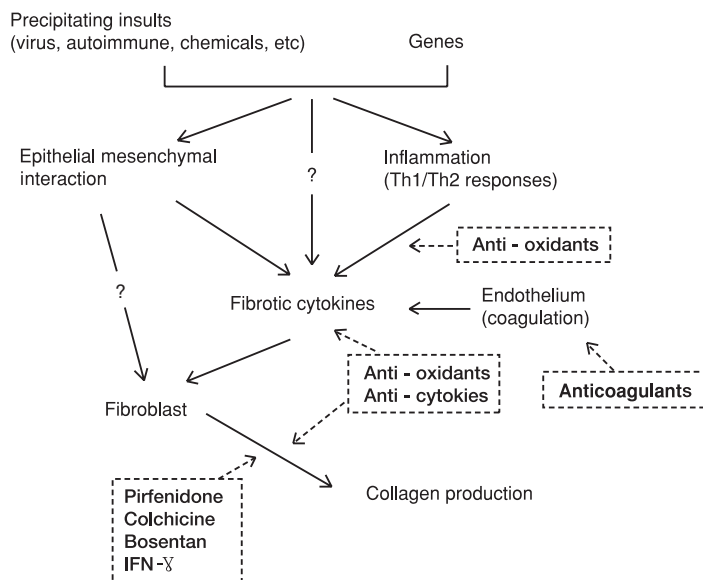 Precipitating insults
(virus, autoimmune, chemicals, etc)
Genes
Epithelial mesenchymal
interaction
?
Inflammation
(Th1/Th2 responses)
Anti - oxidants
?
Fibrotic cytokines
Endothelium
(coagulation)
Anti - oxidants
Anti - cytokies
Anticoagulants
Fibroblast
Pirfenidone
Colchicine
Bosentan
IFN-Ɣ
Collagen production